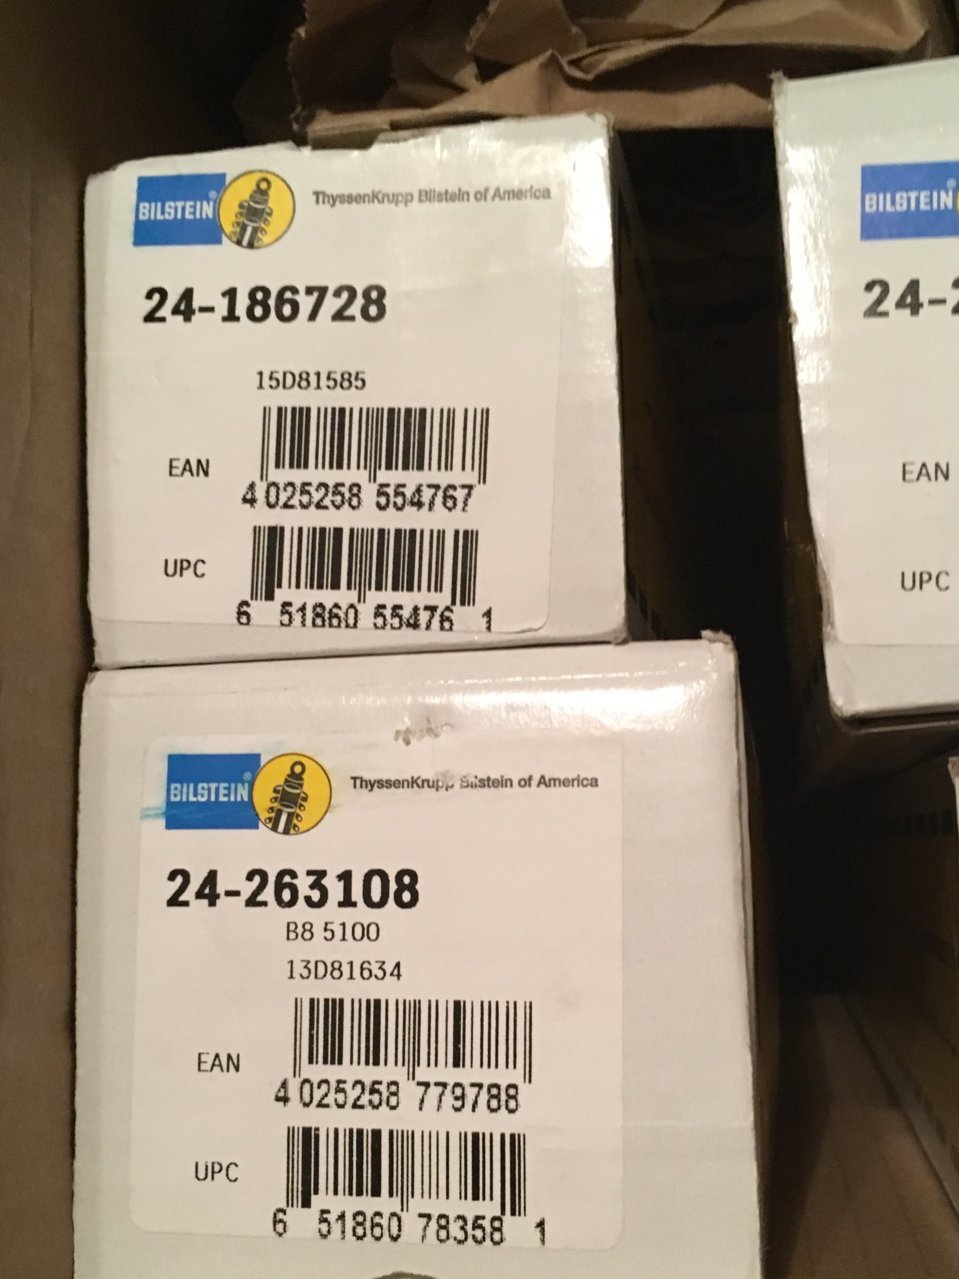 BILSTEIN®
ThyssenKrupp Bilstein of America
24-186728
15D81585
EAN
4 025258 554767
UPC
6 51860 55476 1
BILSTEIN®
ThyssenKrupp Bilstein of America
24-263108
B8 5100
13D81634
EAN
4 025258 779788
UPC
6 51860 78358 1
BILSTEIN®
24-2
EAN
UPC